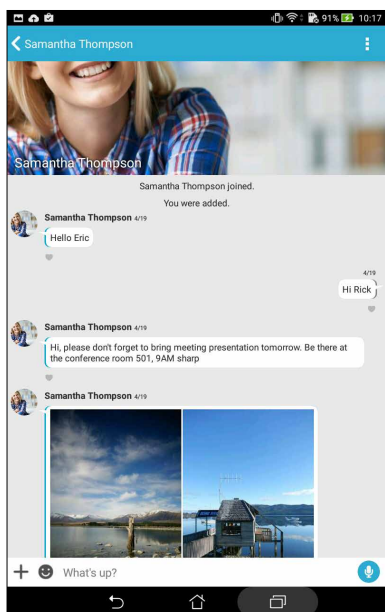 91% 10:17
Samantha Thompson
Samantha Thompson
Samantha Thompson joined.
You were added.
Samantha Thompson 4/19
Hello Eric
4/19
Hi Rick
Samantha Thompson 4/19
Hi, please don't forget to bring meeting presentation tomorrow. Be there at
the conference room 501, 9AM sharp
Samantha Thompson 4/19
What's up?